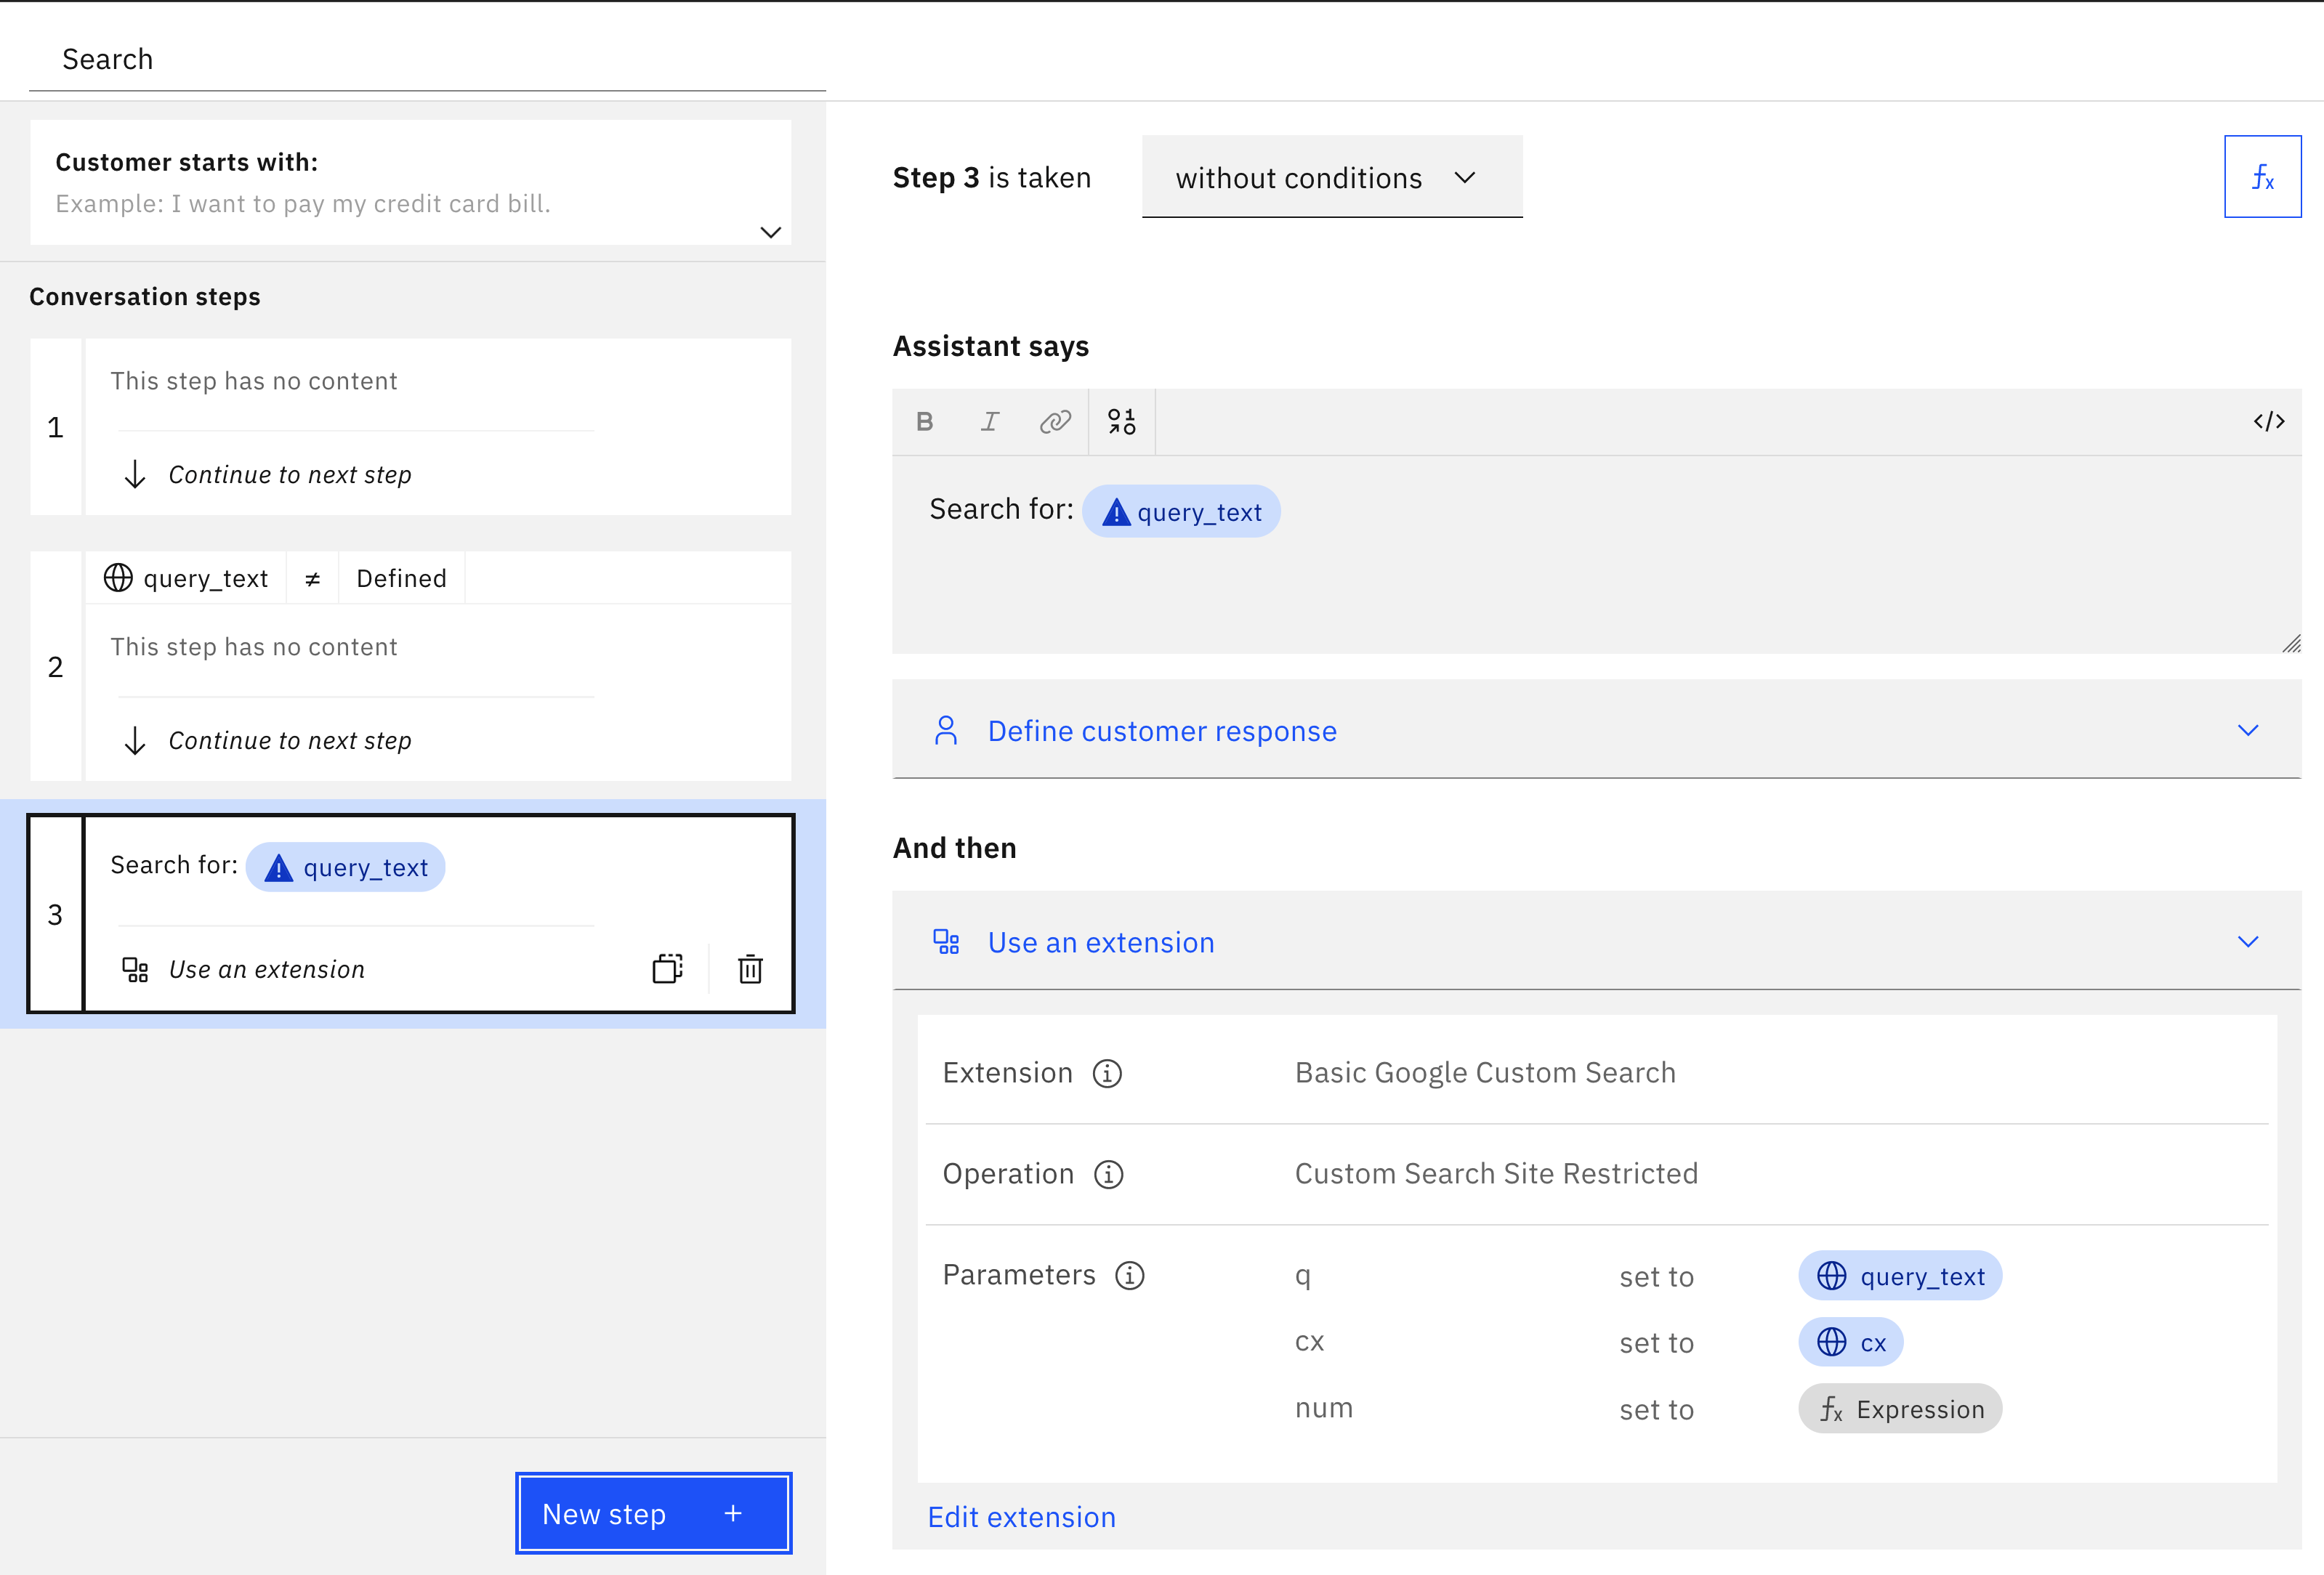 Search
Customer starts with:
Example: I want to pay my credit card bill.
Conversation steps
1
This step has no content
Continue to next step
2
query_text ≠ Defined
This step has no content
Continue to next step
3
Search for: query_text
Use an extension
New step +
Step 3 is taken without conditions
fx
Assistant says
B I </>
Search for: query_text
Define customer response
And then
Use an extension
Extension Basic Google Custom Search
Operation Custom Search Site Restricted
Parameters q set to query_text
cx set to cx
num set to fx Expression
Edit extension